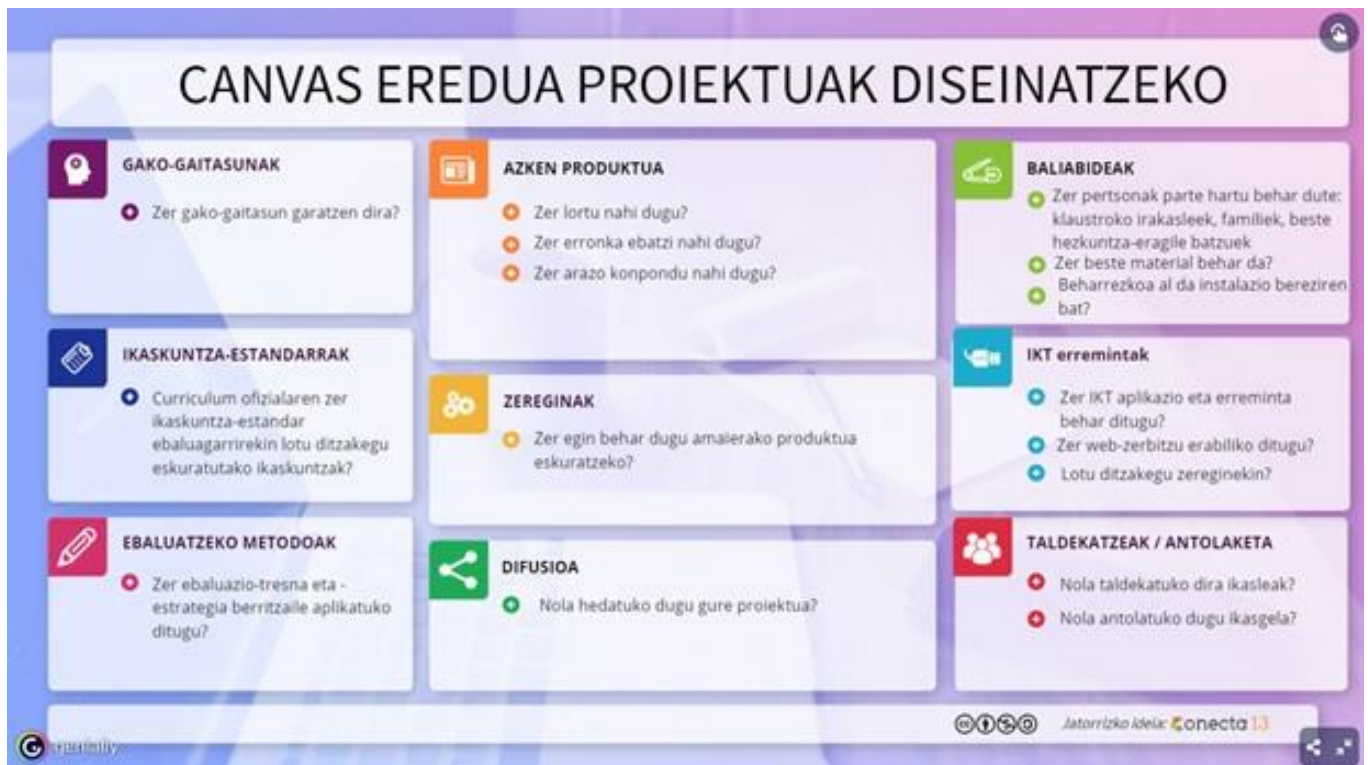 CANVAS EREDUA PROIEKTUAK DISEINATZEKO
GAKO-GAITASUNAK
Zer gako-gaitasun garatzen dira?
IKASKUNTZA-ESTANDARRAK
Curriculum ofizialaren zer
ikaskuntza-estandar
ebaluagarrirekin lotu ditzakegu
eskuratutako ikaskuntzak?
EBALUATZEKO METODOAK
Zer ebaluazio-tresna eta -
estrategia berritzaile aplikatuko
ditugu?
AZKEN PRODUKTUA
Zer lortu nahi dugu?
Zer erronka ebatzi nahi dugu?
Zer arazo konpondu nahi dugu?
ZEREGINAK
Zer egin behar dugu amaierako produktua
eskuratzeko?
DIFUSIOA
Nola hedatuko dugu gure proiektua?
BALIABIDEAK
Zer pertsonak parte hartu behar dute:
klaustroko irakasleek, familiek, beste
hezkuntza-eragile batzuek
Zer beste material behar da?
Beharrezkoa al da instalazio bereziren
bat?
IKT erremintak
Zer IKT aplikazio eta erreminta
behar ditugu?
Zer web-zerbitzu erabiliko ditugu?
Lotu ditzakegu zereginekin?
TALDEKATZEAK / ANTOLAKETA
Nola taldekatuko dira ikasleak?
Nola antolatuko dugu ikasgela?
Jatorrizko ideia: Conecta 13
genially